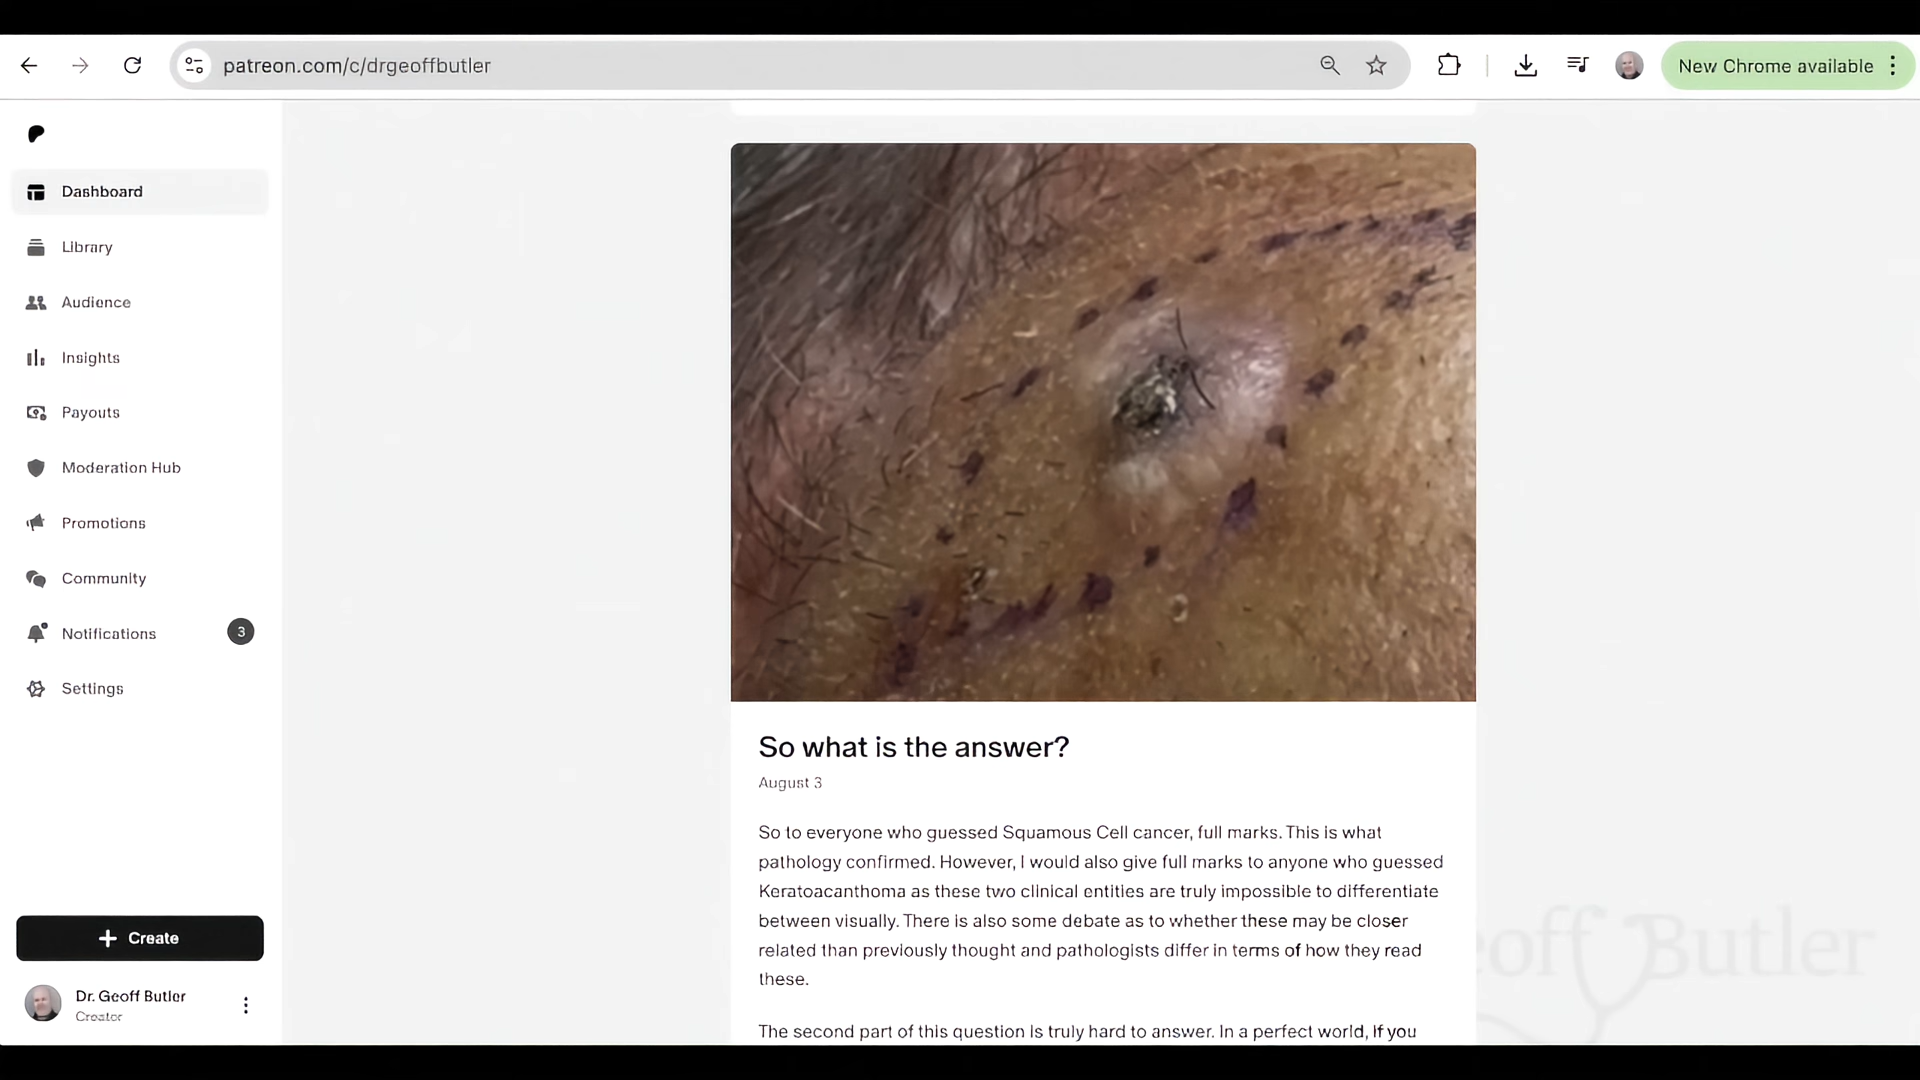 patreon.com/c/drgeoffbutler
New Chrome available
Dashboard
Library
Audience
Insights
Payouts
Moderation Hub
Promotions
Community
Notifications
3
Settings
Create
Dr. Geoff Butler
Creator
So what is the answer?
August 3
So to everyone who guessed Squamous Cell cancer, full marks. This is what
pathology confirmed. However, I would also give full marks to anyone who guessed
Keratoacanthoma as these two clinical entities are truly impossible to differentiate
between visually. There is also some debate as to whether these may be closer
related than previously thought and pathologists differ in terms of how they read
these.
The second part of this question is truly hard to answer. In a perfect world, if you
eoff Butler